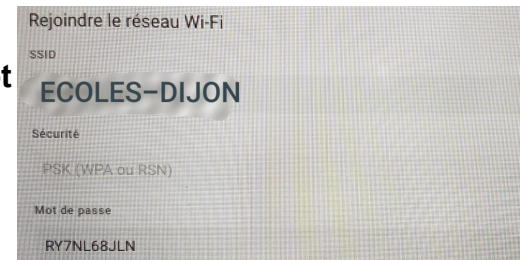 Rejoindre le réseau Wi-Fi
SSID
t
ECOLES–DIJON
Sécurité
PSK (WPA ou RSN)
Mot de passe
RY7NL68JLN